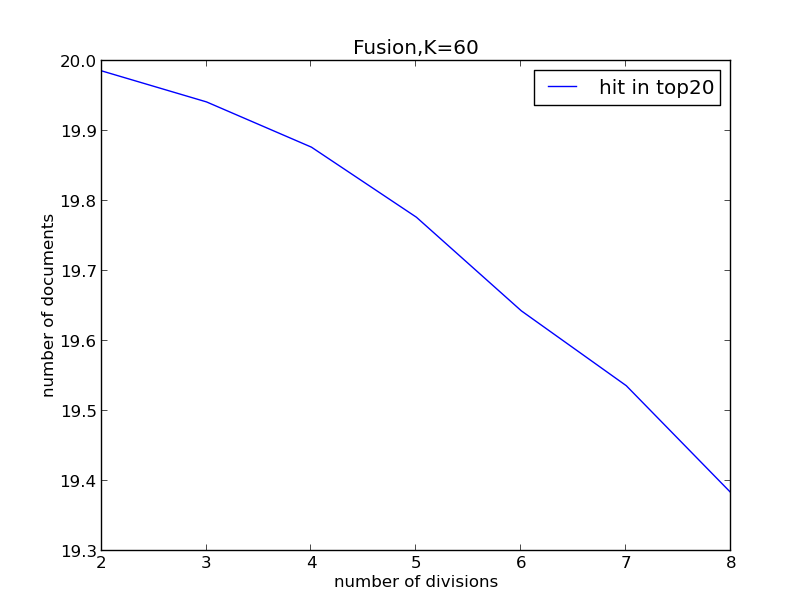 Fusion,K=60
hit in top20
20.0
19.9
19.8
19.7
19.6
19.5
19.4
19.3
number of documents
2 3 4 5 6 7 8
number of divisions